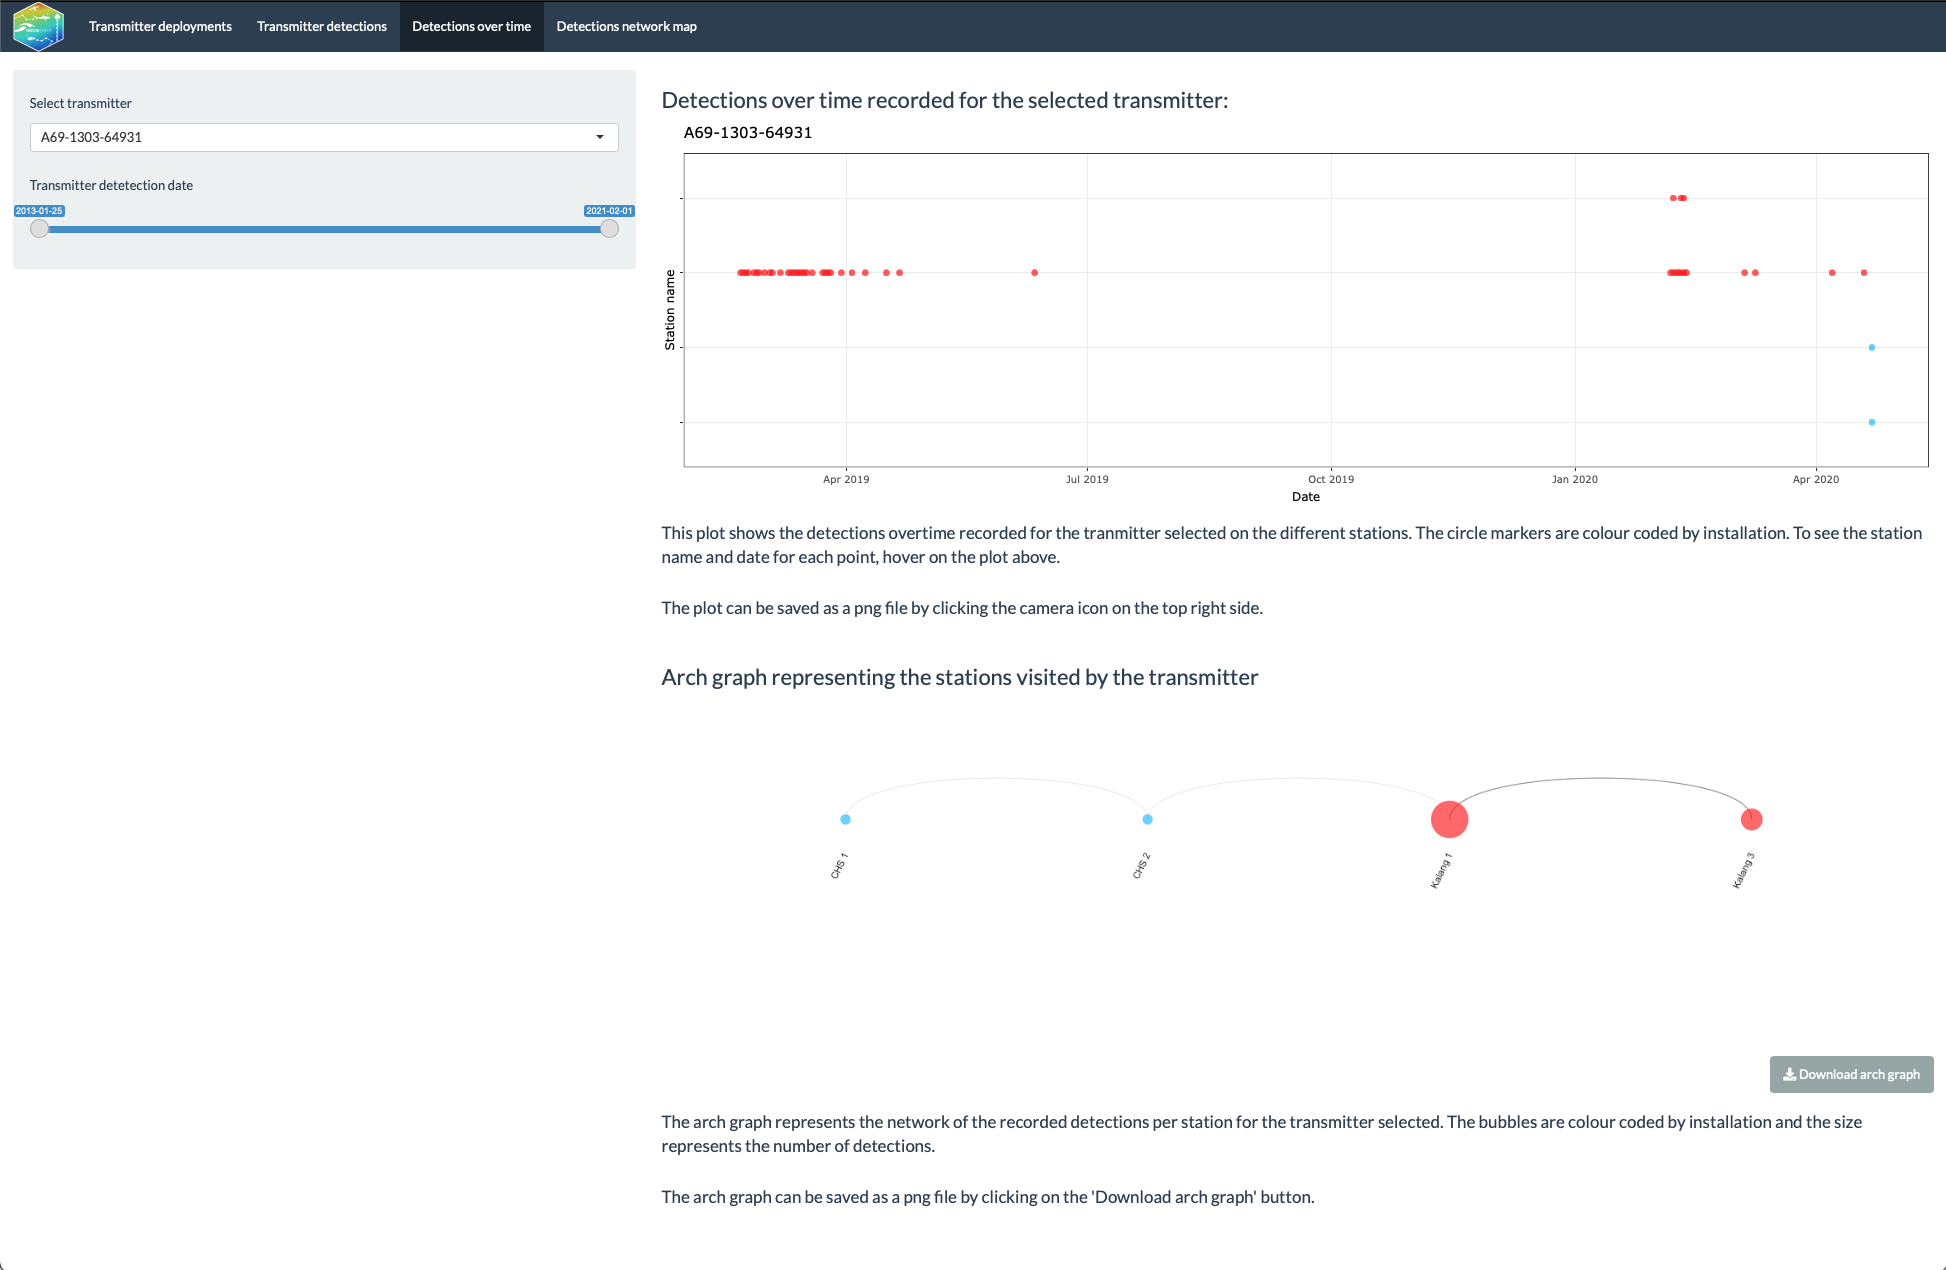 Transmitter deployments
Transmitter detections
Detections over time
Detections network map
Select transmitter
A69-1303-64931
Transmitter detetection date
2013-01-25
2021-02-01
Detections over time recorded for the selected transmitter:
A69-1303-64931
Station name
Apr 2019
Jul 2019
Oct 2019
Jan 2020
Apr 2020
Date
This plot shows the detections overtime recorded for the tranmitter selected on the different stations. The circle markers are colour coded by installation. To see the station
name and date for each point, hover on the plot above.
The plot can be saved as a png file by clicking the camera icon on the top right side.
Arch graph representing the stations visited by the transmitter
CHS 1
CHS 2
Kalang 1
Kalang 3
Download arch graph
The arch graph represents the network of the recorded detections per station for the transmitter selected. The bubbles are colour coded by installation and the size
represents the number of detections.
The arch graph can be saved as a png file by clicking on the 'Download arch graph' button.